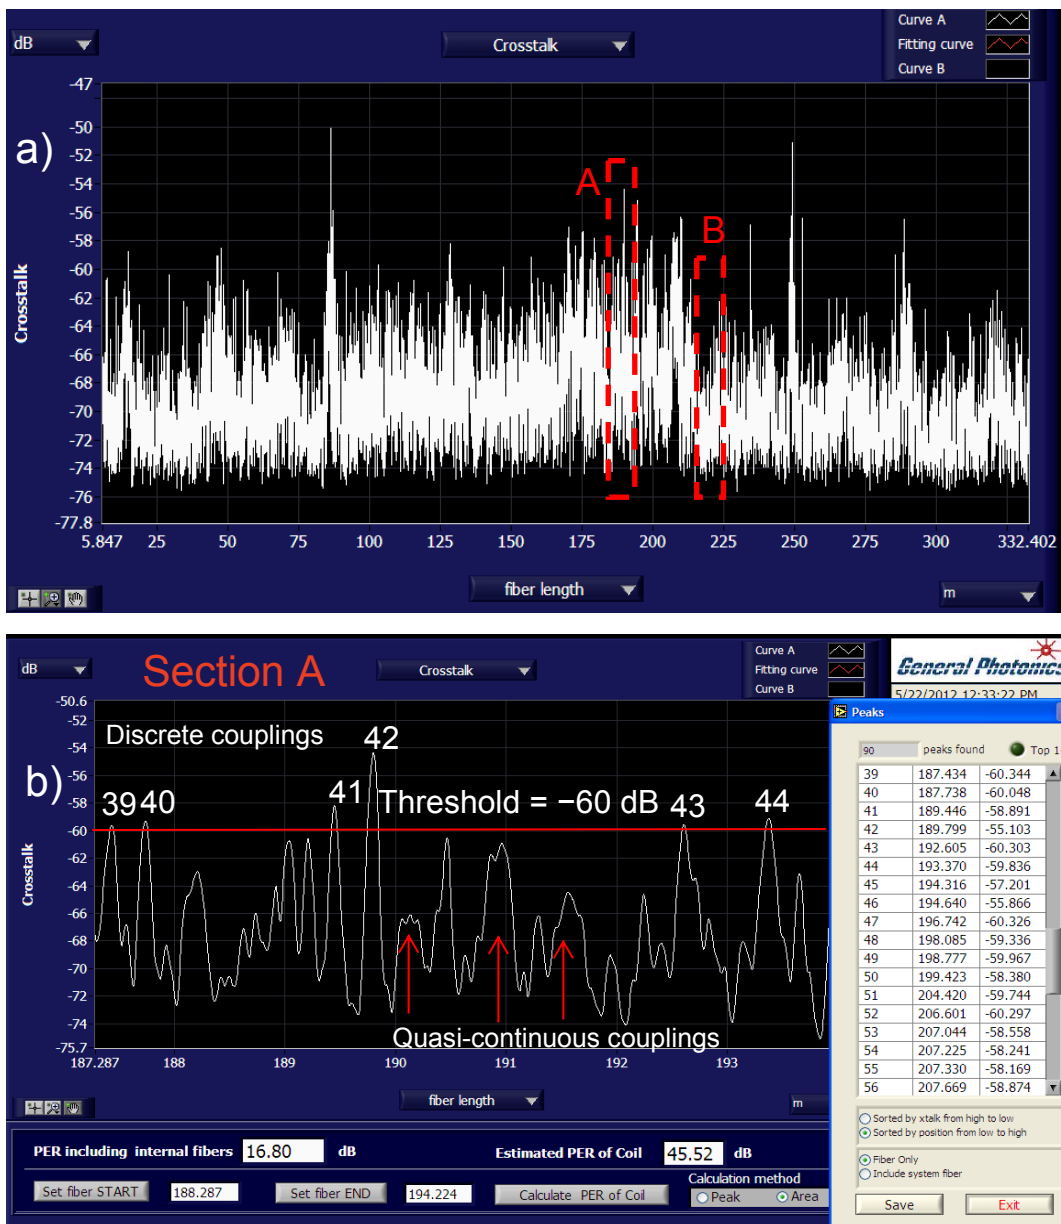 Curve A
dB
Crosstalk
Fitting curve
Curve B
-47
a)
-50
-52
-54
A
-56
B
-58
-60
-62
-64
-66
-68
-70
-72
-74
-76
-77.8
Crosstalk
5.847 25 50 75 100 125 150 175 200 225 250 275 300 332.402
fiber length
m
dB
Section A
Crosstalk
Curve A
Fitting curve
Curve B
General Photonics
5/22/2012 12:33:22 PM
-50.6
-52
-54
-56
-58
-60
-62
-64
-66
-68
-70
-72
-74
-75.7
Crosstalk
b)
Discrete couplings
42
39 40
41
Threshold = −60 dB
43
44
Quasi-continuous couplings
187.287 188 189 190 191 192 193
fiber length
m
PER including internal fibers 16.80 dB
Estimated PER of Coil 45.52 dB
Set fiber START 188.287
Set fiber END 194.224
Calculate PER of Coil
Calculation method
Peak Area
Peaks
90 peaks found Top 1
39 187.434 -60.344
40 187.738 -60.048
41 189.446 -58.891
42 189.799 -55.103
43 192.605 -60.303
44 193.370 -59.836
45 194.316 -57.201
46 194.640 -55.866
47 196.742 -60.326
48 198.085 -59.336
49 198.777 -59.967
50 199.423 -58.380
51 204.420 -59.744
52 206.601 -60.297
53 207.044 -58.558
54 207.225 -58.241
55 207.330 -58.169
56 207.669 -58.874
Sorted by xtalk from high to low
Sorted by position from low to high
Fiber Only
Include system fiber
Save Exit